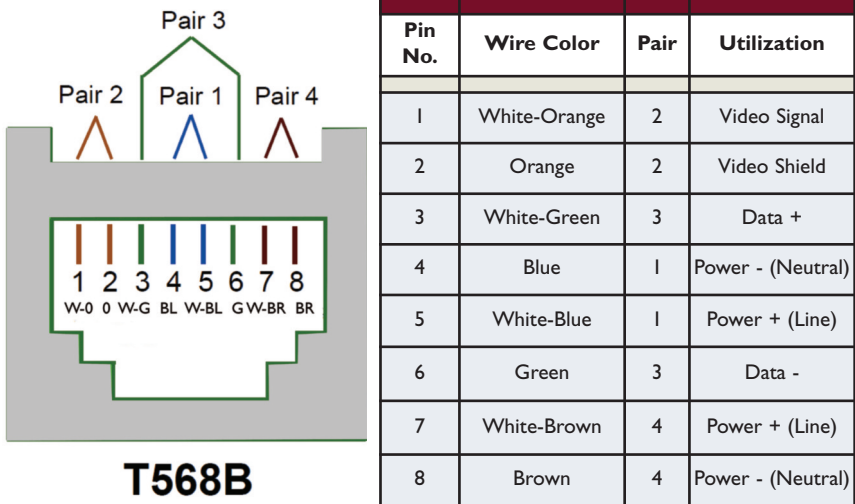 Pair 3
Pair 2 Pair 1 Pair 4
1 2 3 4 5 6 7 8
W-0 0 W-G BL W-BL G W-BR BR
T568B
Pin No. Wire Color Pair Utilization
1 White-Orange 2 Video Signal
2 Orange 2 Video Shield
3 White-Green 3 Data +
4 Blue 1 Power - (Neutral)
5 White-Blue 1 Power + (Line)
6 Green 3 Data -
7 White-Brown 4 Power + (Line)
8 Brown 4 Power - (Neutral)